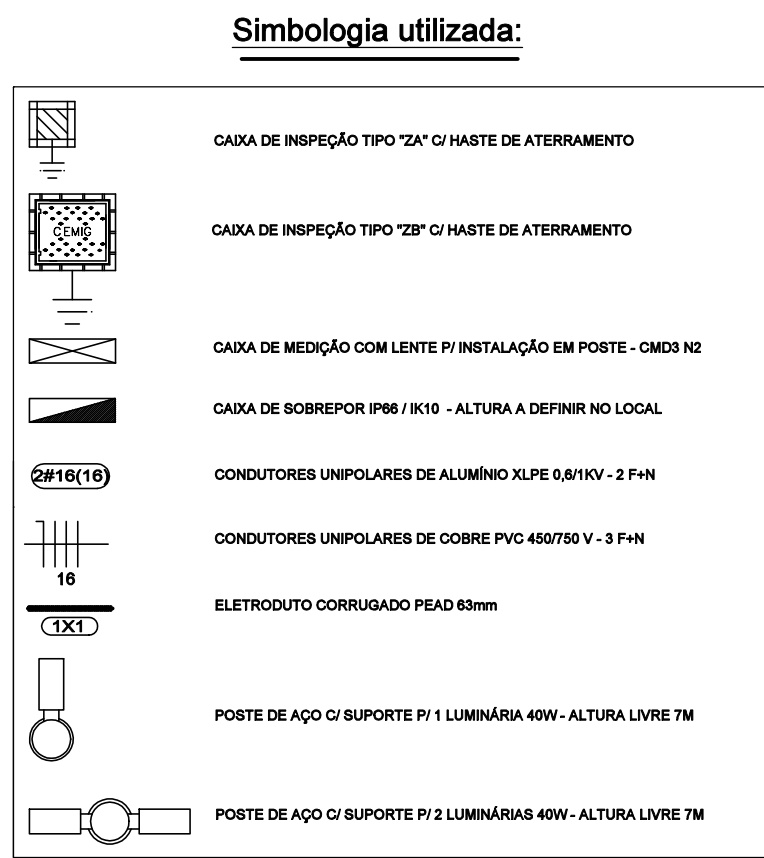 Simbologia utilizada:
CAIXA DE INSPEÇÃO TIPO "ZA" C/ HASTE DE ATERRAMENTO
CEMIG
CAIXA DE INSPEÇÃO TIPO "ZB" C/ HASTE DE ATERRAMENTO
CAIXA DE MEDIÇÃO COM LENTE P/ INSTALAÇÃO EM POSTE - CMD3 N2
CAIXA DE SOBREPOR IP66 / IK10 - ALTURA A DEFINIR NO LOCAL
2#16(16)
CONDUTORES UNIPOLARES DE ALUMÍNIO XLPE 0,6/1KV - 2 F+N
CONDUTORES UNIPOLARES DE COBRE PVC 450/750 V - 3 F+N
16
ELETRODUTO CORRUGADO PEAD 63mm
1X1
POSTE DE AÇO C/ SUPORTE P/ 1 LUMINÁRIA 40W - ALTURA LIVRE 7M
POSTE DE AÇO C/ SUPORTE P/ 2 LUMINÁRIAS 40W - ALTURA LIVRE 7M